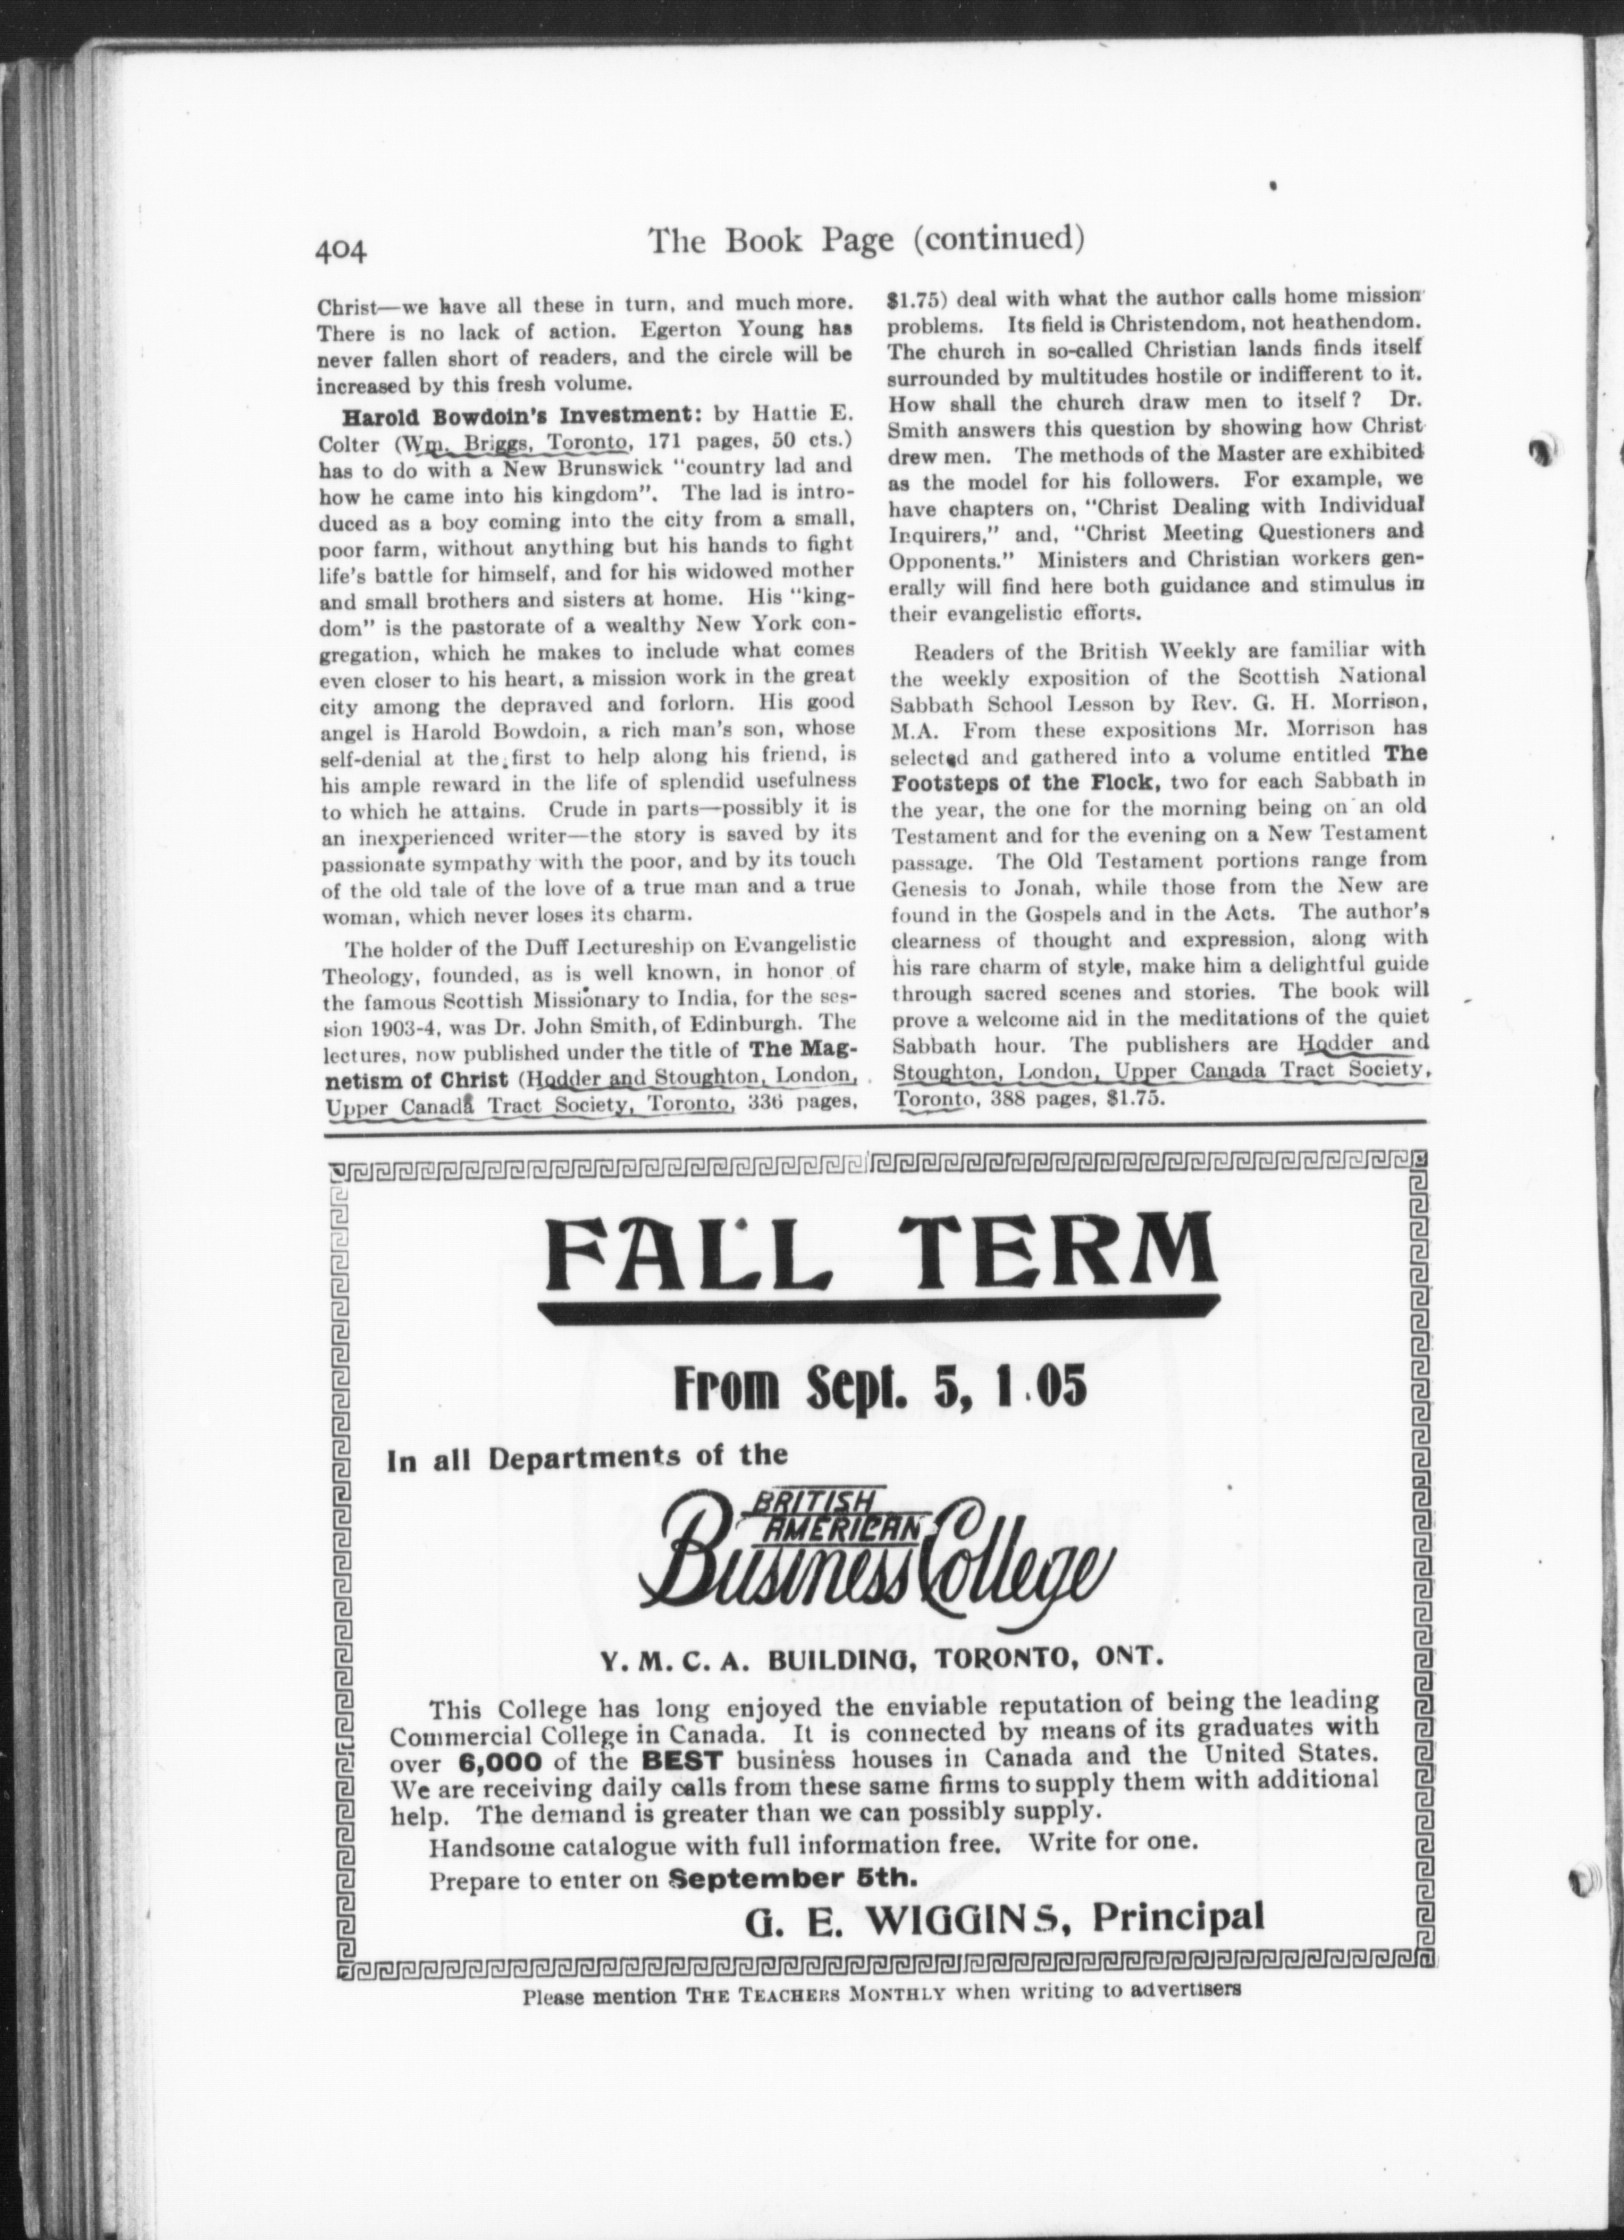 404
The Book Page (continued)
Christ—we have all these in turn, and much more.
There is no lack of action. Egerton Young has
never fallen short of readers, and the circle will be
increased by this fresh volume.
Harold Bowdoin's Investment: by Hattie E.
Colter (Wm. Briggs, Toronto, 171 pages, 50 cts.)
has to do with a New Brunswick "country lad and
how he came into his kingdom". The lad is intro-
duced as a boy coming into the city from a small,
poor farm, without anything but his hands to fight
life's battle for himself, and for his widowed mother
and small brothers and sisters at home. His "king-
dom" is the pastorate of a wealthy New York con-
gregation, which he makes to include what comes
even closer to his heart, a mission work in the great
city among the depraved and forlorn. His good
angel is Harold Bowdoin, a rich man's son, whose
self-denial at the first to help along his friend, is
his ample reward in the life of splendid usefulness
to which he attains. Crude in parts—possibly it is
an inexperienced writer—the story is saved by its
passionate sympathy with the poor, and by its touch
of the old tale of the love of a true man and a true
woman, which never loses its charm.
The holder of the Duff Lectureship on Evangelistic
Theology, founded, as is well known, in honor of
the famous Scottish Missionary to India, for the ses-
sion 1903-4, was Dr. John Smith, of Edinburgh. The
lectures, now published under the title of The Mag-
netism of Christ (Hodder and Stoughton, London,
Upper Canada Tract Society, Toronto, 336 pages,
$1.75) deal with what the author calls home mission
problems. Its field is Christendom, not heathendom.
The church in so-called Christian lands finds itself
surrounded by multitudes hostile or indifferent to it.
How shall the church draw men to itself? Dr.
Smith answers this question by showing how Christ
drew men. The methods of the Master are exhibited
as the model for his followers. For example, we
have chapters on, "Christ Dealing with Individual
Inquirers," and, "Christ Meeting Questioners and
Opponents." Ministers and Christian workers gen-
erally will find here both guidance and stimulus in
their evangelistic efforts.
Readers of the British Weekly are familiar with
the weekly exposition of the Scottish National
Sabbath School Lesson by Rev. G. H. Morrison,
M.A. From these expositions Mr. Morrison has
selected and gathered into a volume entitled The
Footsteps of the Flock, two for each Sabbath in
the year, the one for the morning being on an old
Testament and for the evening on a New Testament
passage. The Old Testament portions range from
Genesis to Jonah, while those from the New are
found in the Gospels and in the Acts. The author's
clearness of thought and expression, along with
his rare charm of style, make him a delightful guide
through sacred scenes and stories. The book will
prove a welcome aid in the meditations of the quiet
Sabbath hour. The publishers are Hodder and
Stoughton, London, Upper Canada Tract Society,
Toronto, 388 pages, $1.75.
FALL TERM
From Sept. 5, 1 05
In all Departments of the
BRITISH
AMERICAN
Business College
Y. M. C. A. BUILDING, TORONTO, ONT.
This College has long enjoyed the enviable reputation of being the leading
Commercial College in Canada. It is connected by means of its graduates with
over 6,000 of the BEST business houses in Canada and the United States.
We are receiving daily calls from these same firms to supply them with additional
help. The demand is greater than we can possibly supply.
Handsome catalogue with full information free. Write for one.
Prepare to enter on September 5th.
G. E. WIGGINS, Principal
Please mention THE TEACHERS MONTHLY when writing to advertisers